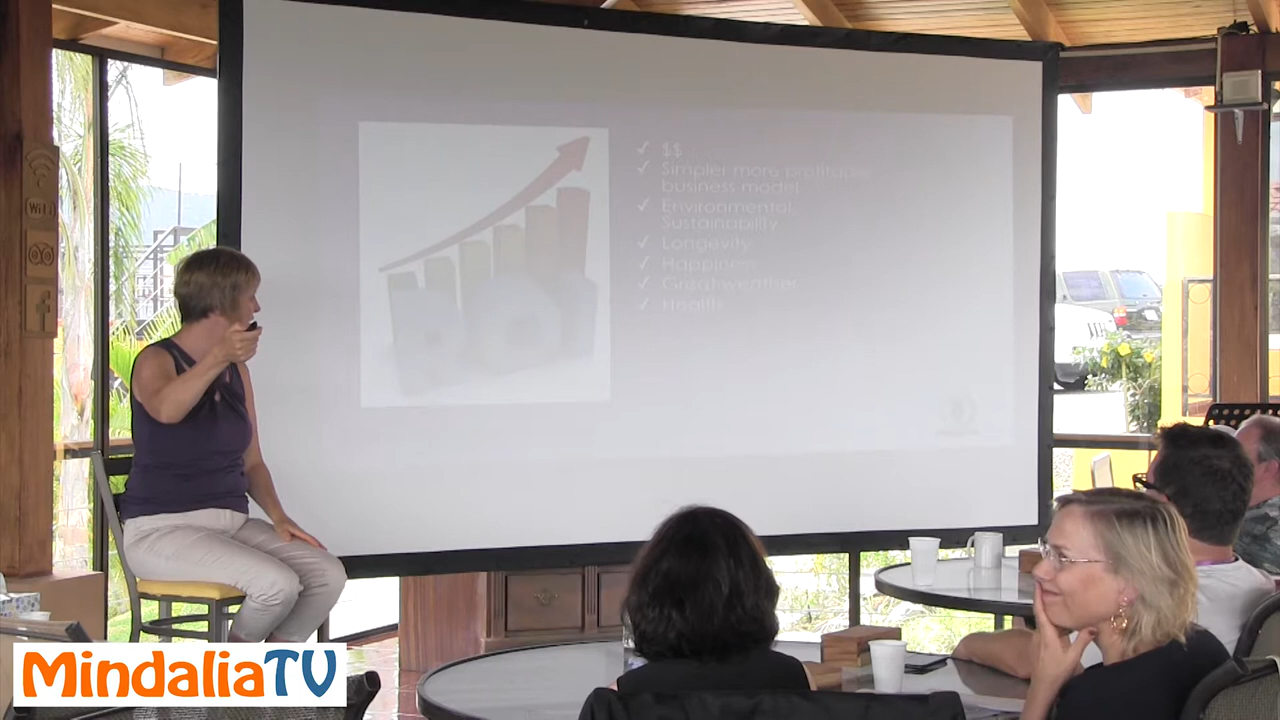 WiFi
✓ $$
✓ Simpler more profitable
business model
✓ Environmental
Sustainability
✓ Longevity
✓ Happiness
✓ Great weather
✓ Health
f
MindaliaTV